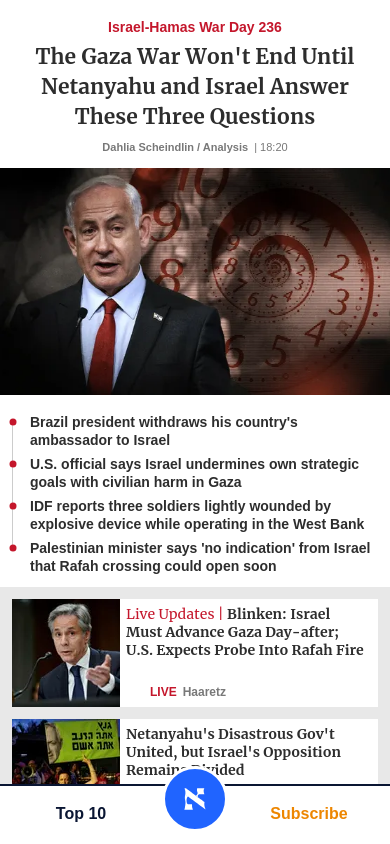 Israel-Hamas War Day 236
The Gaza War Won't End Until
Netanyahu and Israel Answer
These Three Questions
Dahlia Scheindlin / Analysis | 18:20
Brazil president withdraws his country's
ambassador to Israel
U.S. official says Israel undermines own strategic
goals with civilian harm in Gaza
IDF reports three soldiers lightly wounded by
explosive device while operating in the West Bank
Palestinian minister says 'no indication' from Israel
that Rafah crossing could open soon
Live Updates | Blinken: Israel
Must Advance Gaza Day-after;
U.S. Expects Probe Into Rafah Fire
LIVE Haaretz
אתה הרגב
אתה אשם
Netanyahu's Disastrous Gov't
United, but Israel's Opposition
Remains Divided
Top 10
Subscribe